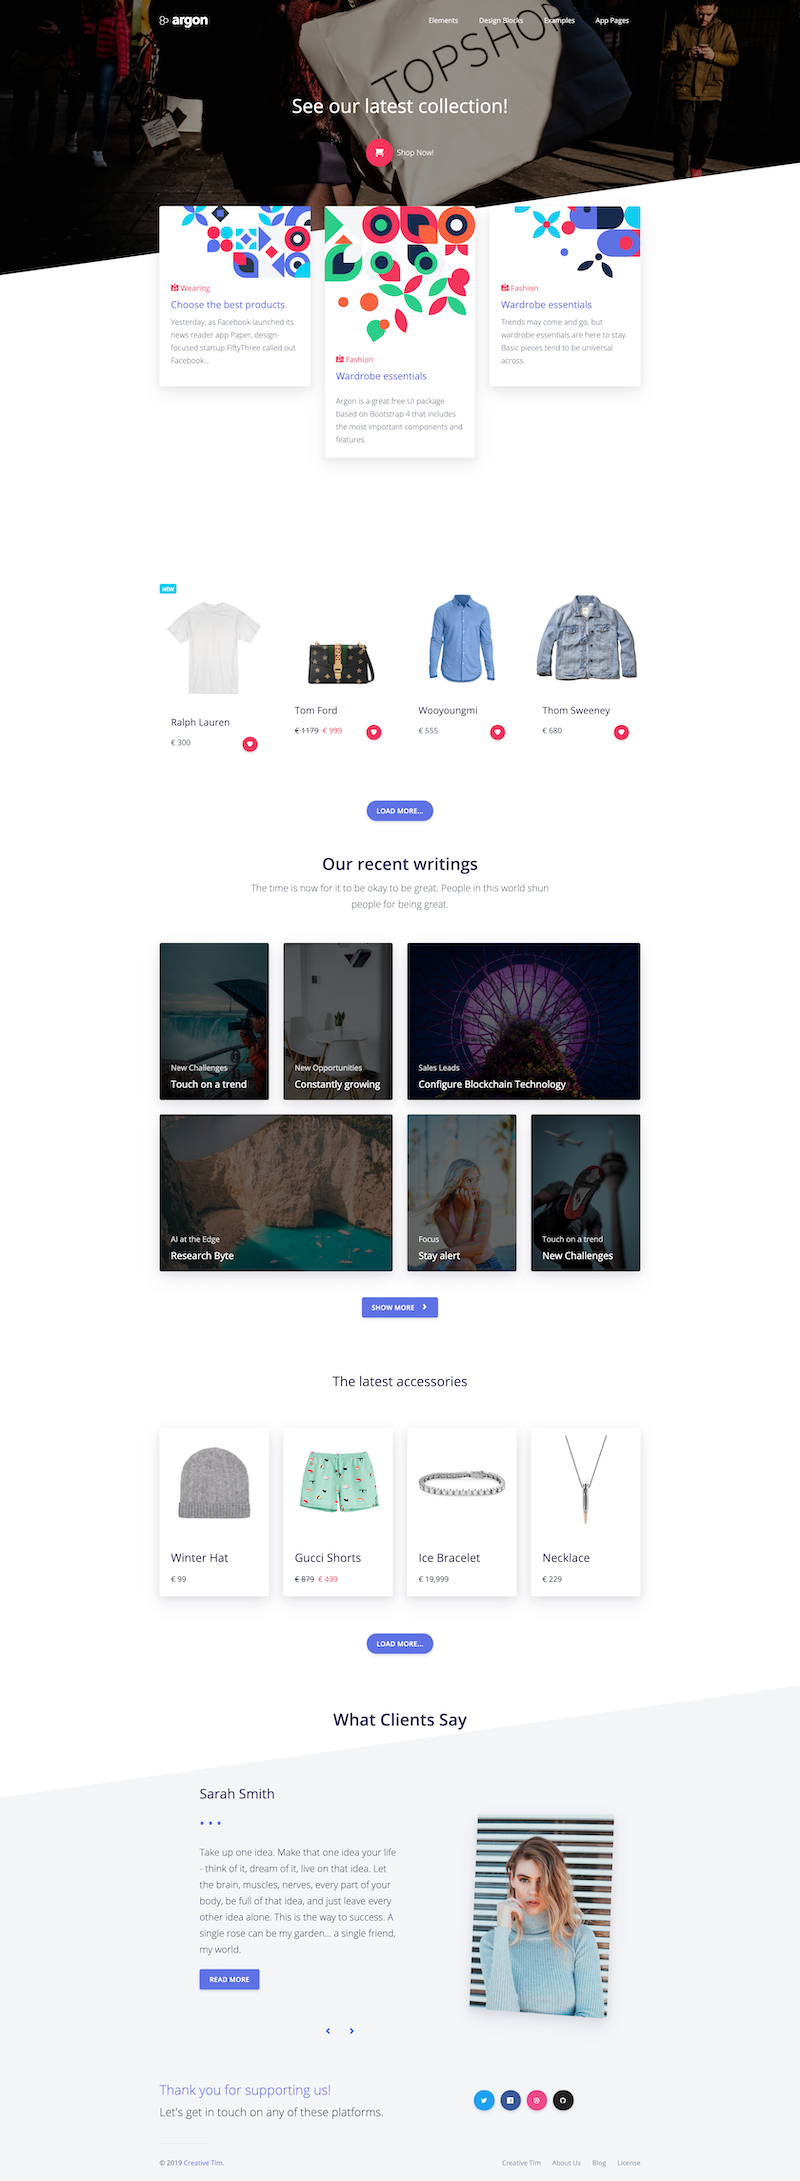 argon
Elements
Design Blocks
Examples
App Pages
TOPSHOP
See our latest collection!
Shop Now!
Wearing
Choose the best products
Yesterday, as Facebook launched its
news reader app Paper, design-
focused startup FiftyThree called out
Facebook...
Fashion
Wardrobe essentials
Argon is a great free UI package
based on Bootstrap 4 that includes
the most important components and
features.
Fashion
Wardrobe essentials
Trends may come and go, but
wardrobe essentials are here to stay.
Basic pieces tend to be universal
across.
NEW
Ralph Lauren
€ 300
Tom Ford
€ 1179 € 999
Wooyoungmi
€ 555
Thom Sweeney
€ 680
LOAD MORE...
Our recent writings
The time is now for it to be okay to be great. People in this world shun
people for being great.
New Challenges
Touch on a trend
New Opportunities
Constantly growing
Sales Leads
Configure Blockchain Technology
AI at the Edge
Research Byte
Focus
Stay alert
Touch on a trend
New Challenges
SHOW MORE
The latest accessories
Winter Hat
€ 99
Gucci Shorts
€ 879 € 499
Ice Bracelet
€ 19,999
Necklace
€ 229
LOAD MORE...
What Clients Say
Sarah Smith
Take up one idea. Make that one idea your life
- think of it, dream of it, live on that idea. Let
the brain, muscles, nerves, every part of your
body, be full of that idea, and just leave every
other idea alone. This is the way to success. A
single rose can be my garden... a single friend,
my world.
READ MORE
Thank you for supporting us!
Let's get in touch on any of these platforms.
© 2019 Creative Tim.
Creative Tim
About Us
Blog
License